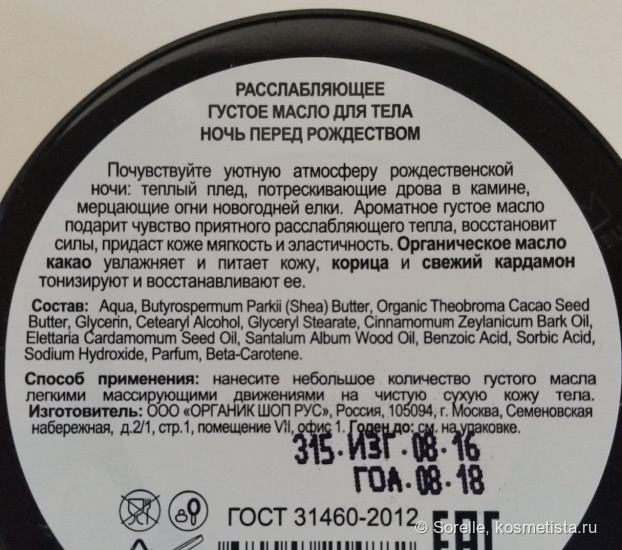 РАССЛАБЛЯЮЩЕЕ
ГУСТОЕ МАСЛО ДЛЯ ТЕЛА
НОЧЬ ПЕРЕД РОЖДЕСТВОМ
Почувствуйте уютную атмосферу рождественской
ночи: теплый плед, потрескивающие дрова в камине,
мерцающие огни новогодней елки. Ароматное густое масло
подарит чувство приятного расслабляющего тепла, восстановит
силы, придаст коже мягкость и эластичность. Органическое масло
какао увлажняет и питает кожу, корица и свежий кардамон
тонизируют и восстанавливают ее.
Состав: Aqua, Butyrospermum Parkii (Shea) Butter, Organic Theobroma Cacao Seed
Butter, Glycerin, Cetearyl Alcohol, Glyceryl Stearate, Cinnamomum Zeylanicum Bark Oil,
Elettaria Cardamomum Seed Oil, Santalum Album Wood Oil, Benzoic Acid, Sorbic Acid,
Sodium Hydroxide, Parfum, Beta-Carotene.
Способ применения: нанесите небольшое количество густого масла
легкими массирующими движениями на чистую сухую кожу тела.
Изготовитель: ООО «ОРГАНИК ШОП РУС», Россия, 105094, г. Москва, Семеновская
набережная, д.2/1, стр.1, помещение VII, офис 1. Годен до: см. на упаковке.
315·ИЗГ·08·16
ГОД·08·18
ГОСТ 31460-2012
EAC
© Sorelle, kosmetista.ru